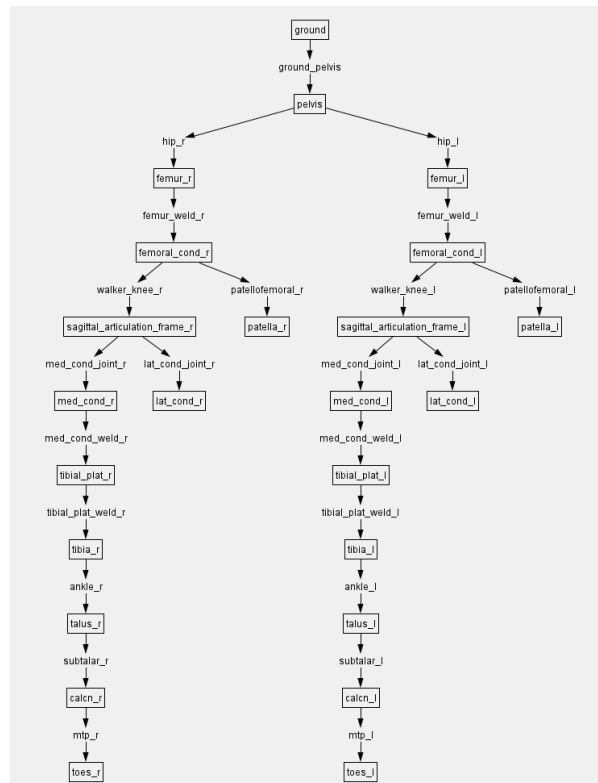 ground
ground_pelvis
pelvis
hip_r hip_l
femur_r femur_l
femur_weld_r femur_weld_l
femoral_cond_r femoral_cond_l
walker_knee_r patellofemoral_r walker_knee_l patellofemoral_l
sagittal_articulation_frame_r patella_r sagittal_articulation_frame_l patella_l
med_cond_joint_r lat_cond_joint_r med_cond_joint_l lat_cond_joint_l
med_cond_r lat_cond_r med_cond_l lat_cond_l
med_cond_weld_r med_cond_weld_l
tibial_plat_r tibial_plat_l
tibial_plat_weld_r tibial_plat_weld_l
tibia_r tibia_l
ankle_r ankle_l
talus_r talus_l
subtalar_r subtalar_l
calcn_r calcn_l
mtp_r mtp_l
toes_r toes_l